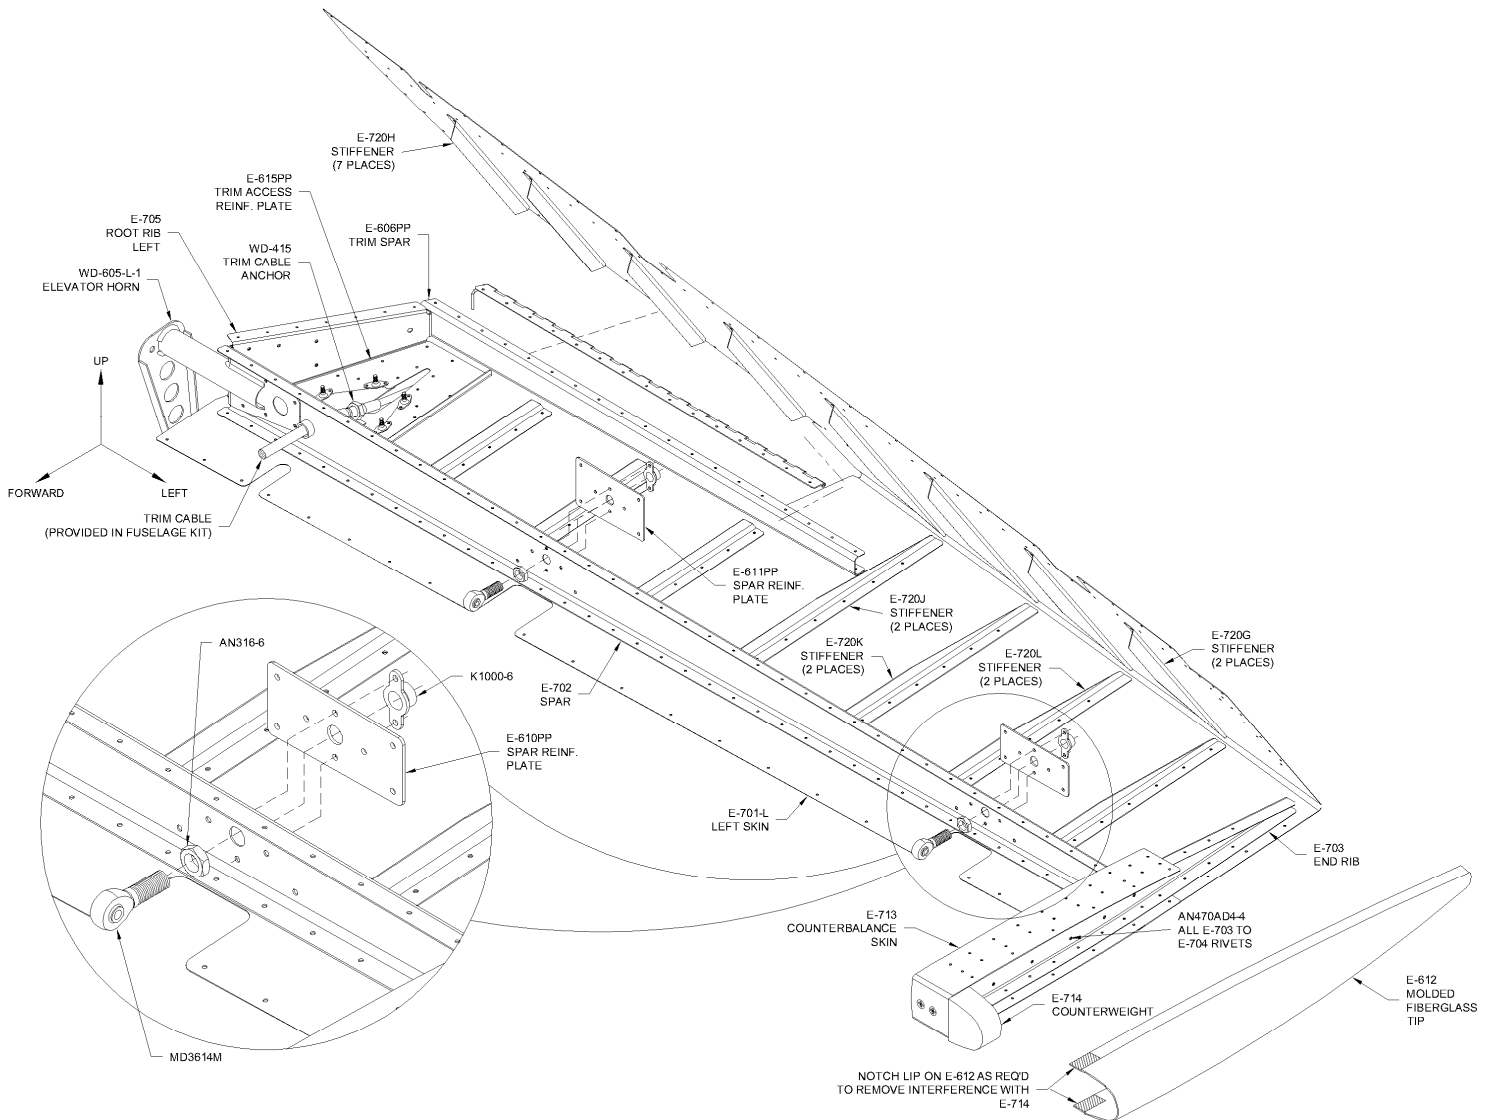 E-720H
STIFFENER
(7 PLACES)
E-615PP
TRIM ACCESS
REINF. PLATE
E-705
ROOT RIB
LEFT
E-606PP
TRIM SPAR
WD-415
TRIM CABLE
ANCHOR
WD-605-L-1
ELEVATOR HORN
UP
FORWARD
LEFT
TRIM CABLE
(PROVIDED IN FUSELAGE KIT)
E-611PP
SPAR REINF.
PLATE
E-720J
STIFFENER
(2 PLACES)
E-720K
STIFFENER
(2 PLACES)
E-720L
STIFFENER
(2 PLACES)
E-720G
STIFFENER
(2 PLACES)
AN316-6
K1000-6
E-702
SPAR
E-610PP
SPAR REINF.
PLATE
E-701-L
LEFT SKIN
E-703
END RIB
E-713
COUNTERBALANCE
SKIN
AN470AD4-4
ALL E-703 TO
E-704 RIVETS
E-714
COUNTERWEIGHT
E-612
MOLDED
FIBERGLASS
TIP
MD3614M
NOTCH LIP ON E-612 AS REQ'D
TO REMOVE INTERFERENCE WITH
E-714